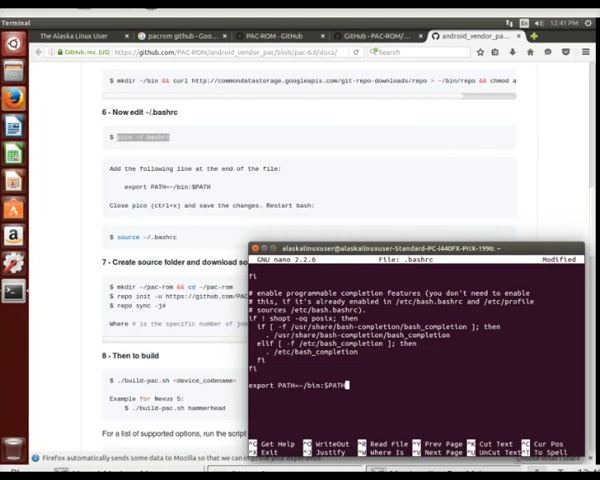 Terminal
12:41 PM
The Alaska Linux User
pacrom github - Goo...
PAC-ROM · GitHub
GitHub - PAC-ROM/...
android_vendor_pa...
GitHub, Inc. (US)
https://github.com/PAC-ROM/android_vendor_pac/blob/pac-6.0/docs/
Search
$ mkdir ~/bin && curl http://commondatastorage.googleapis.com/git-repo-downloads/repo > ~/bin/repo && chmod a
6 - Now edit ~/.bashrc
$ pico ~/.bashrc
Add the following line at the end of the file:
export PATH=~/bin:$PATH
Close pico (ctrl+x) and save the changes. Restart bash:
$ source ~/.bashrc
7 - Create source folder and download so
$ mkdir ~/pac-rom && cd ~/pac-rom
$ repo init -u https://github.com/PA
$ repo sync -j#
Where # is the specific number of jo
8 - Then to build
$ ./build-pac.sh <device_codename>
Example for Nexus 5:
$ ./build-pac.sh hammerhead
For a list of supported options, run the script
Firefox automatically sends some data to Mozilla so that we can improve your experience.
alaskalinuxuser@alaskalinuxuser-Standard-PC-i440FX-PIIX-1996: ~
GNU nano 2.2.6 File: .bashrc Modified
fi
# enable programmable completion features (you don't need to enable
# this, if it's already enabled in /etc/bash.bashrc and /etc/profile
# sources /etc/bash.bashrc).
if ! shopt -oq posix; then
if [ -f /usr/share/bash-completion/bash_completion ]; then
. /usr/share/bash-completion/bash_completion
elif [ -f /etc/bash_completion ]; then
. /etc/bash_completion
fi
fi
export PATH=~/bin:$PATH
^G Get Help ^O WriteOut ^R Read File ^Y Prev Page ^K Cut Text ^C Cur Pos
^X Exit ^J Justify ^W Where Is ^V Next Page ^U UnCut Text ^T To Spell